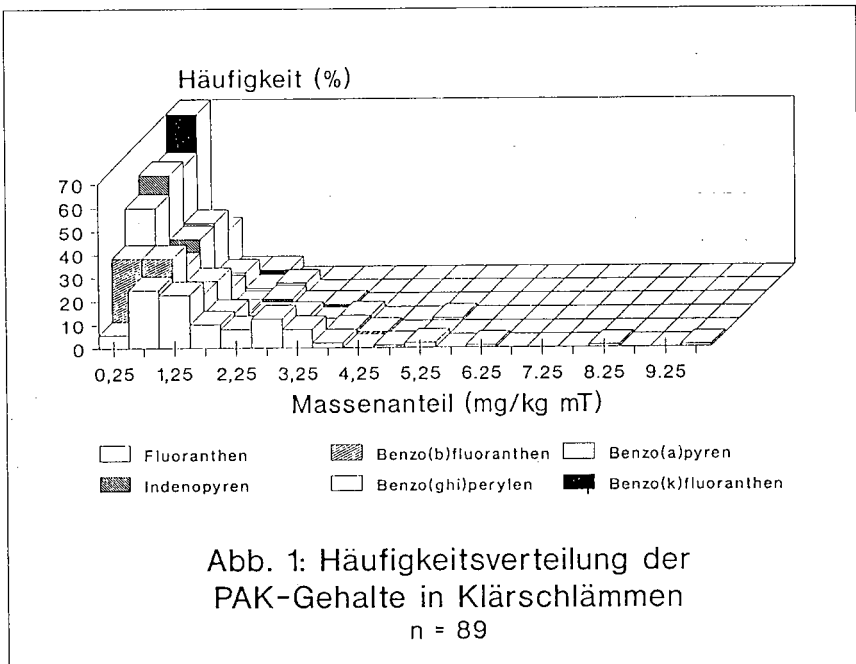 Häufigkeit (%)
70
60
50
40
30
20
10
0
0,25 1,25 2,25 3,25 4,25 5,25 6.25 7.25 8.25 9.25
Massenanteil (mg/kg mT)
Fluoranthen Benzo(b)fluoranthen Benzo(a)pyren
Indenopyren Benzo(ghi)perylen Benzo(k)fluoranthen
Abb. 1: Häufigkeitsverteilung der
PAK-Gehalte in Klärschlämmen
n = 89